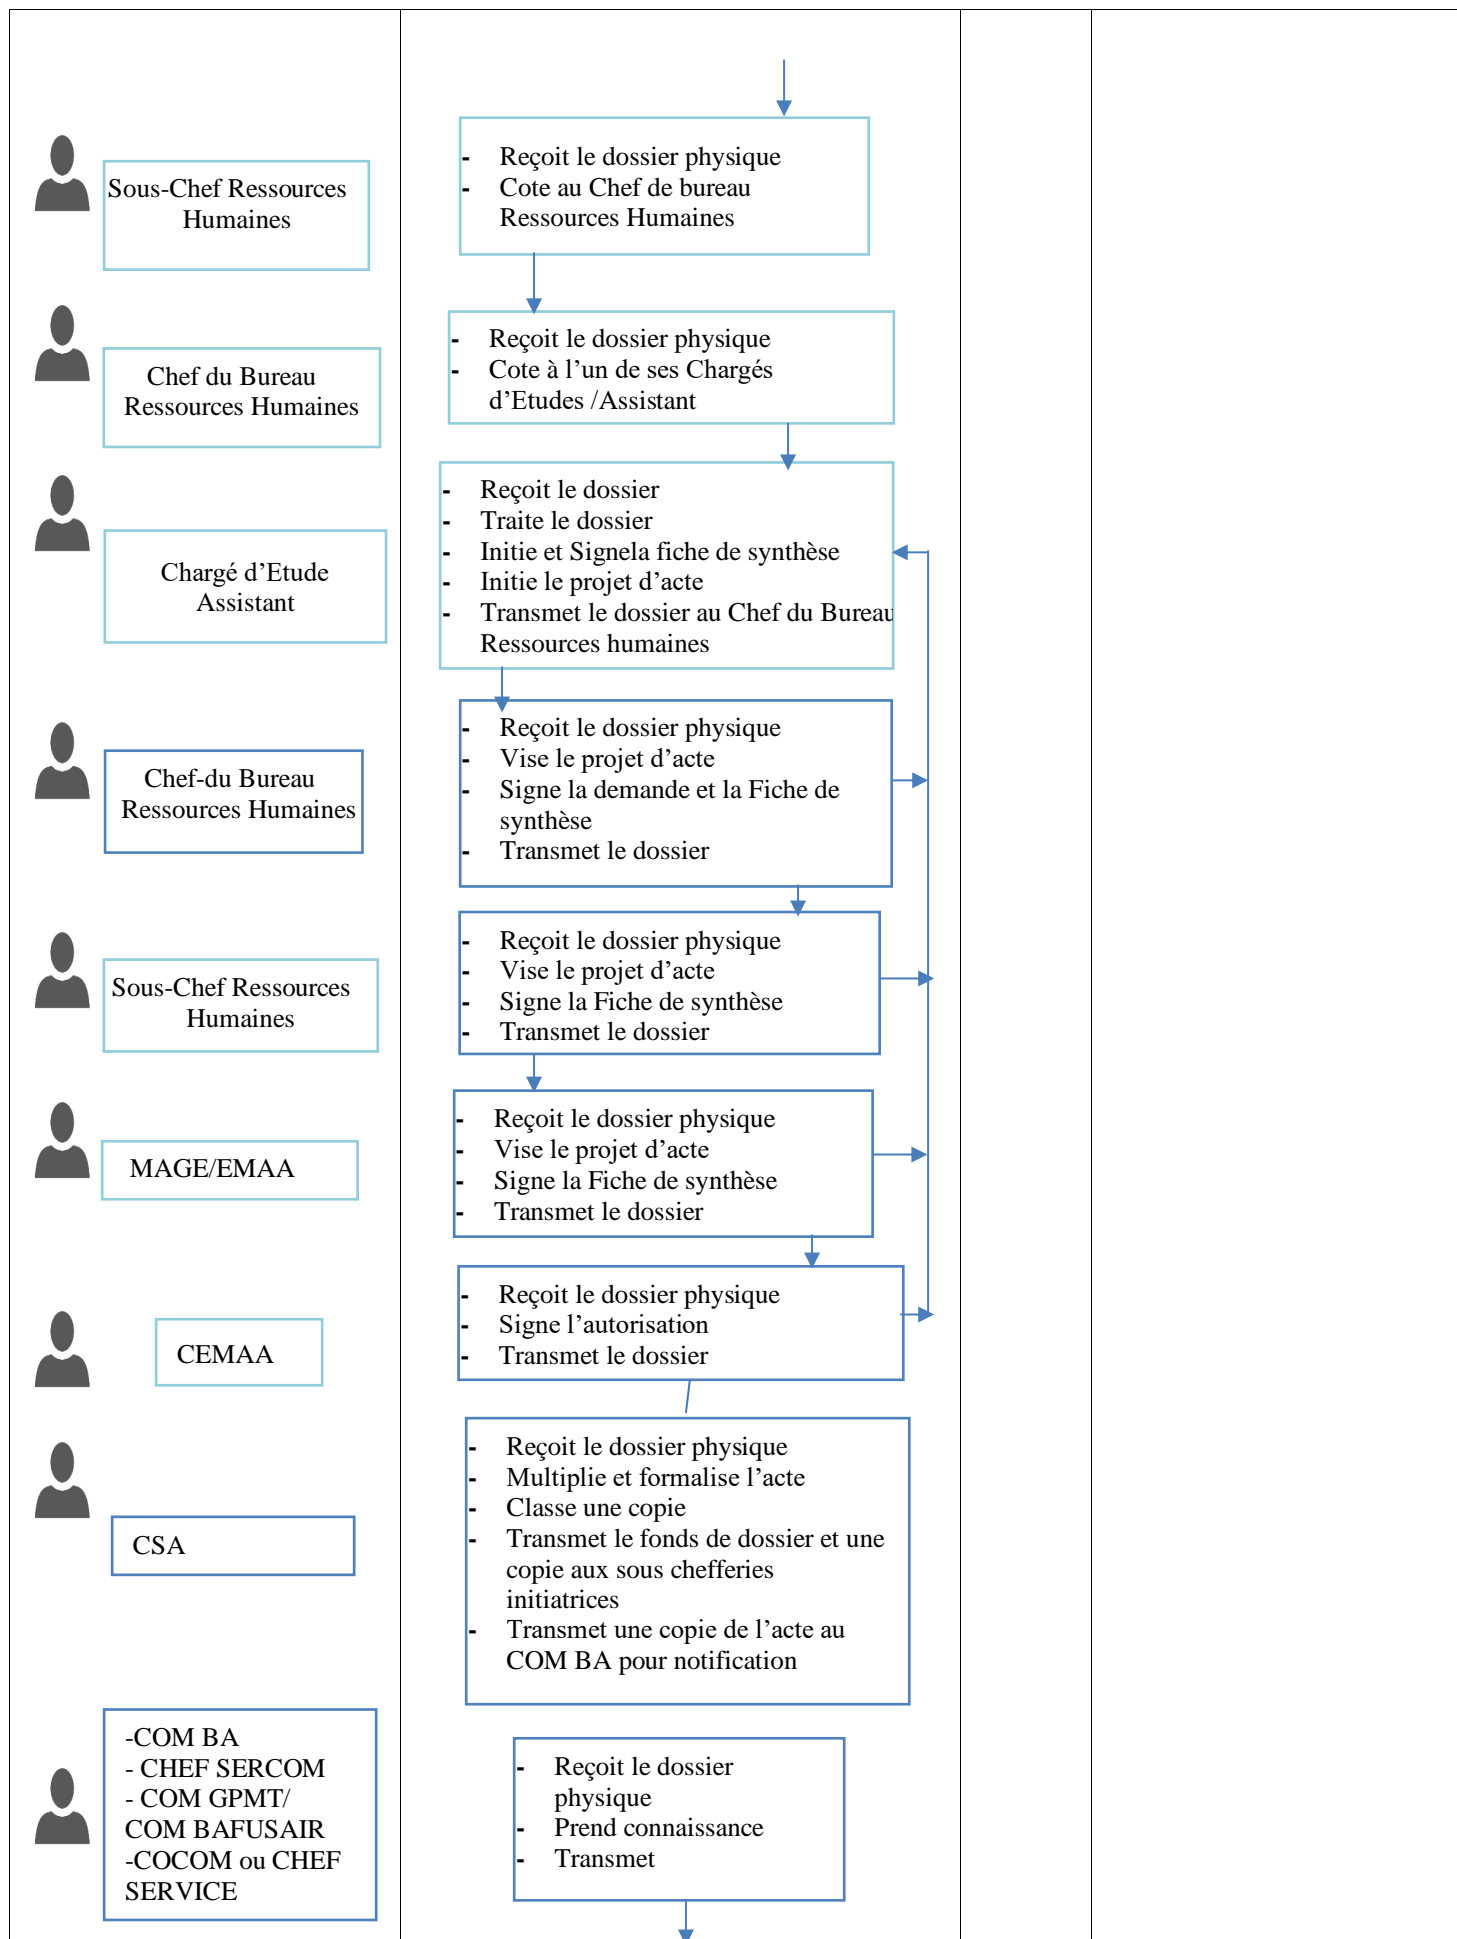 Sous-Chef Ressources
Humaines
- Reçoit le dossier physique
- Cote au Chef de bureau
Ressources Humaines
Chef du Bureau
Ressources Humaines
- Reçoit le dossier physique
- Cote à l’un de ses Chargés
d’Etudes /Assistant
Chargé d’Etude
Assistant
- Reçoit le dossier
- Traite le dossier
- Initie et Signela fiche de synthèse
- Initie le projet d’acte
- Transmet le dossier au Chef du Bureau
Ressources humaines
Chef-du Bureau
Ressources Humaines
- Reçoit le dossier physique
- Vise le projet d’acte
- Signe la demande et la Fiche de
synthèse
- Transmet le dossier
Sous-Chef Ressources
Humaines
- Reçoit le dossier physique
- Vise le projet d’acte
- Signe la Fiche de synthèse
- Transmet le dossier
MAGE/EMAA
- Reçoit le dossier physique
- Vise le projet d’acte
- Signe la Fiche de synthèse
- Transmet le dossier
CEMAA
- Reçoit le dossier physique
- Signe l’autorisation
- Transmet le dossier
CSA
- Reçoit le dossier physique
- Multiplie et formalise l’acte
- Classe une copie
- Transmet le fonds de dossier et une
copie aux sous chefferies
initiatrices
- Transmet une copie de l’acte au
COM BA pour notification
-COM BA
- CHEF SERCOM
- COM GPMT/
COM BAFUSAIR
-COCOM ou CHEF
SERVICE
- Reçoit le dossier
physique
- Prend connaissance
- Transmet